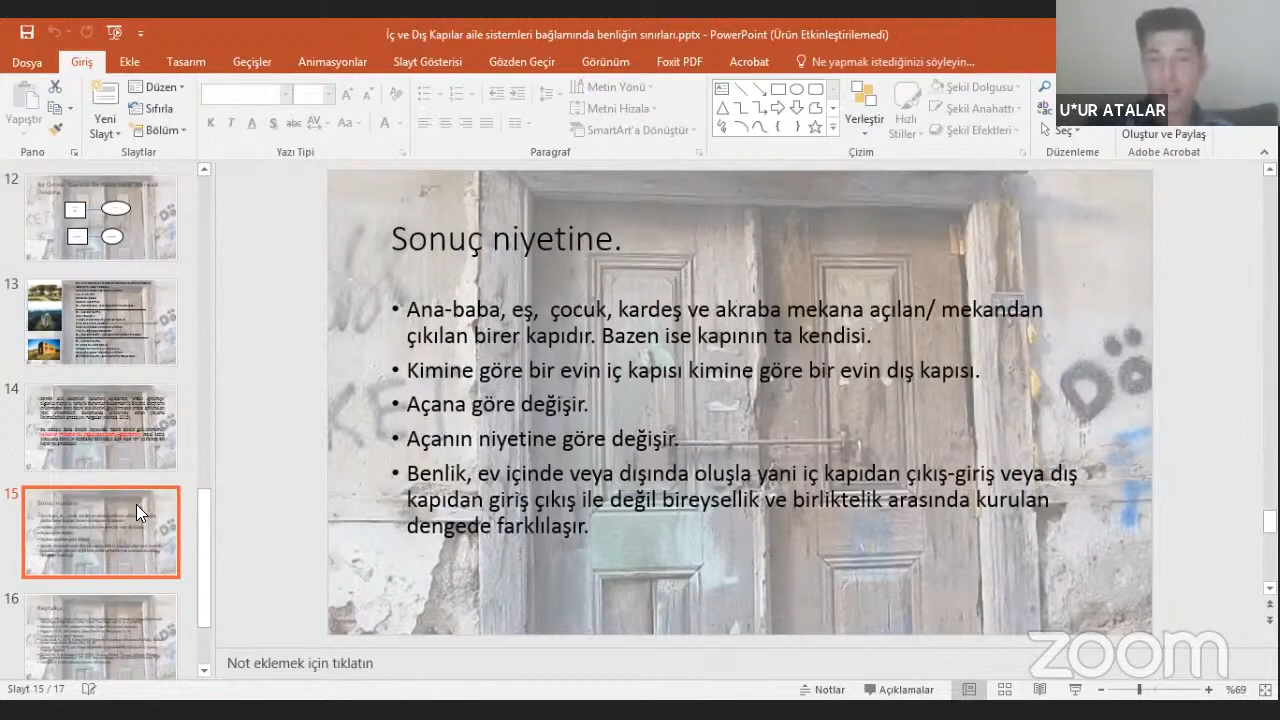 İç ve Dış Kapılar aile sistemleri bağlamında benliğin sınırları.pptx - PowerPoint (Ürün Etkinleştirilemedi)
Dosya Giriş Ekle Tasarım Geçişler Animasyonlar Slayt Gösterisi Gözden Geçir Görünüm Foxit PDF Acrobat Ne yapmak istediğinizi söyleyin...
U*UR ATALAR
Yapıştır
Yeni Slayt
Düzen
Sıfırla
Bölüm
K T A S abc AV Aa A
Metin Yönü
Metni Hizala
SmartArt'a Dönüştür
Yerleştir
Hızlı Stiller
Şekil Dolgusu
Şekil Anahattı
Şekil Efektleri
Seç
Oluştur ve Paylaş
Pano Slaytlar Yazı Tipi Paragraf Çizim Düzenleme Adobe Acrobat
12
13
14
15
16
Sonuç niyetine.
• Ana-baba, eş, çocuk, kardeş ve akraba mekana açılan/ mekandan
çıkılan birer kapıdır. Bazen ise kapının ta kendisi.
• Kimine göre bir evin iç kapısı kimine göre bir evin dış kapısı.
• Açana göre değişir.
• Açanın niyetine göre değişir.
• Benlik, ev içinde veya dışında oluşla yani iç kapıdan çıkış-giriş veya dış
kapıdan giriş çıkış ile değil bireysellik ve birliktelik arasında kurulan
dengede farklılaşır.
zoom
Not eklemek için tıklatın
Slayt 15 / 17 Notlar Açıklamalar %69